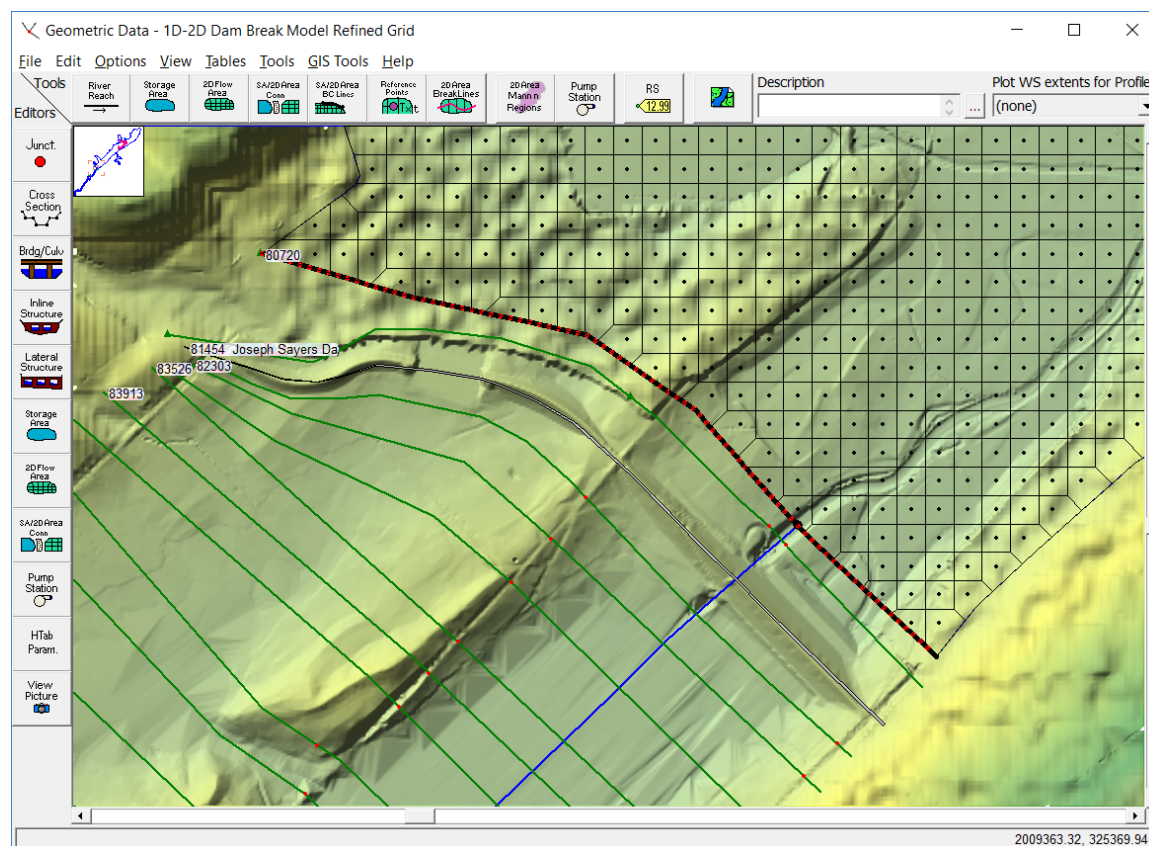 Geometric Data - 1D-2D Dam Break Model Refined Grid
File Edit Options View Tables Tools GIS Tools Help
Tools
Editors
River
Reach
Storage
Area
2D Flow
Area
SA/2D Area
Conn
SA/2D Area
BC Lines
Reference
Points
2D Area
BreakLines
2D Area
Mann n
Regions
Pump
Station
RS
12.99
Description
...
Plot WS extents for Profile
(none)
Junct.
Cross
Section
Brdg/Culv
Inline
Structure
Lateral
Structure
Storage
Area
2D Flow
Area
SA/2D Area
Conn
Pump
Station
HTab
Param.
View
Picture
80720
81454 Joseph Sayers Da
83526
82303
83913
2009363.32, 325369.94